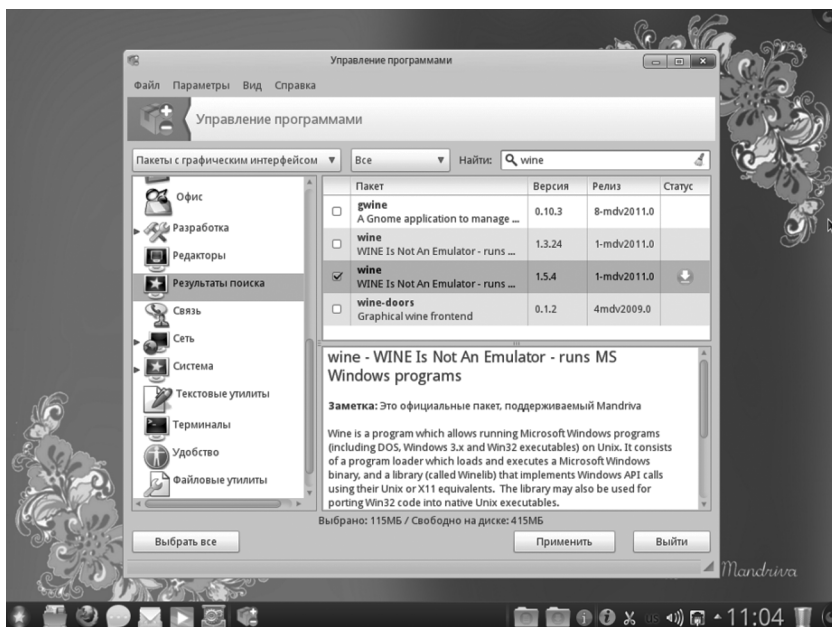 Управление программами
Файл Параметры Вид Справка
Управление программами
Пакеты с графическим интерфейсом Все Найти: wine
Пакет Версия Релиз Статус
gwine
A Gnome application to manage ... 0.10.3 8-mdv2011.0
wine
WINE Is Not An Emulator - runs ... 1.3.24 1-mdv2011.0
wine
WINE Is Not An Emulator - runs ... 1.5.4 1-mdv2011.0
wine-doors
Graphical wine frontend 0.1.2 4mdv2009.0
Офис
Разработка
Редакторы
Результаты поиска
Связь
Сеть
Система
Текстовые утилиты
Терминалы
Удобство
Файловые утилиты
wine - WINE Is Not An Emulator - runs MS
Windows programs
Заметка: Это официальные пакет, поддерживаемый Mandriva
Wine is a program which allows running Microsoft Windows programs
(including DOS, Windows 3.x and Win32 executables) on Unix. It consists
of a program loader which loads and executes a Microsoft Windows
binary, and a library (called Winelib) that implements Windows API calls
using their Unix or X11 equivalents. The library may also be used for
porting Win32 code into native Unix executables.
Выбрано: 115МБ / Свободно на диске: 415МБ
Выбрать все Применить Выйти
Mandriva
us 11:04